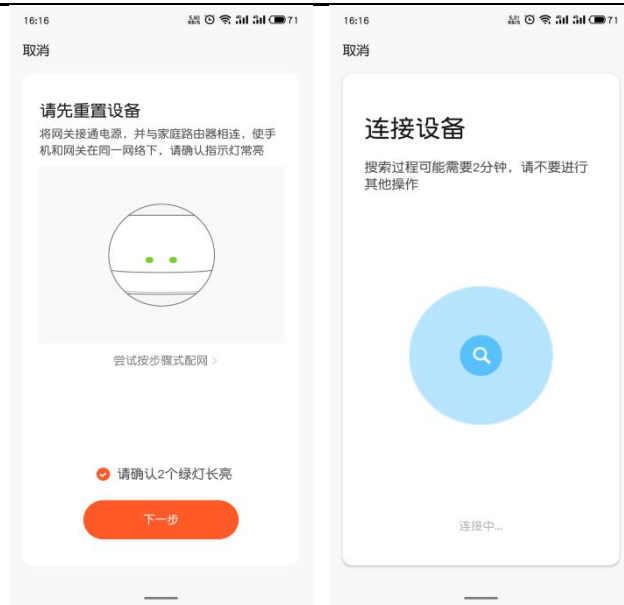 16:16
71
取消
请先重置设备
将网关接通电源，并与家庭路由器相连，使手
机和网关在同一网络下，请确认指示灯常亮
尝试按步骤式配网 >
请确认2个绿灯长亮
下一步
16:16
71
取消
连接设备
搜索过程可能需要2分钟，请不要进行
其他操作
连接中...